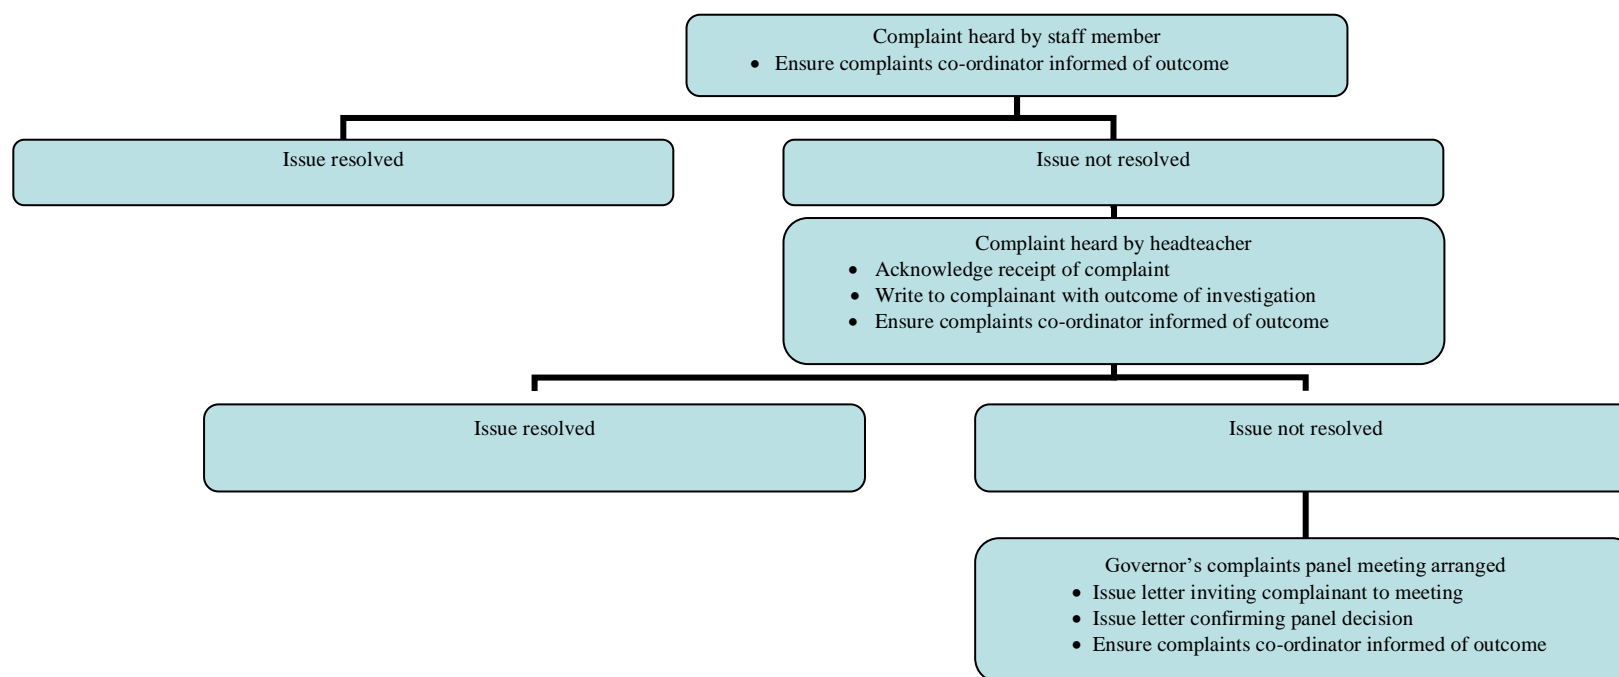 Complaint heard by staff member
• Ensure complaints co-ordinator informed of outcome
Issue resolved
Issue not resolved
Complaint heard by headteacher
• Acknowledge receipt of complaint
• Write to complainant with outcome of investigation
• Ensure complaints co-ordinator informed of outcome
Issue resolved
Issue not resolved
Governor’s complaints panel meeting arranged
• Issue letter inviting complainant to meeting
• Issue letter confirming panel decision
• Ensure complaints co-ordinator informed of outcome